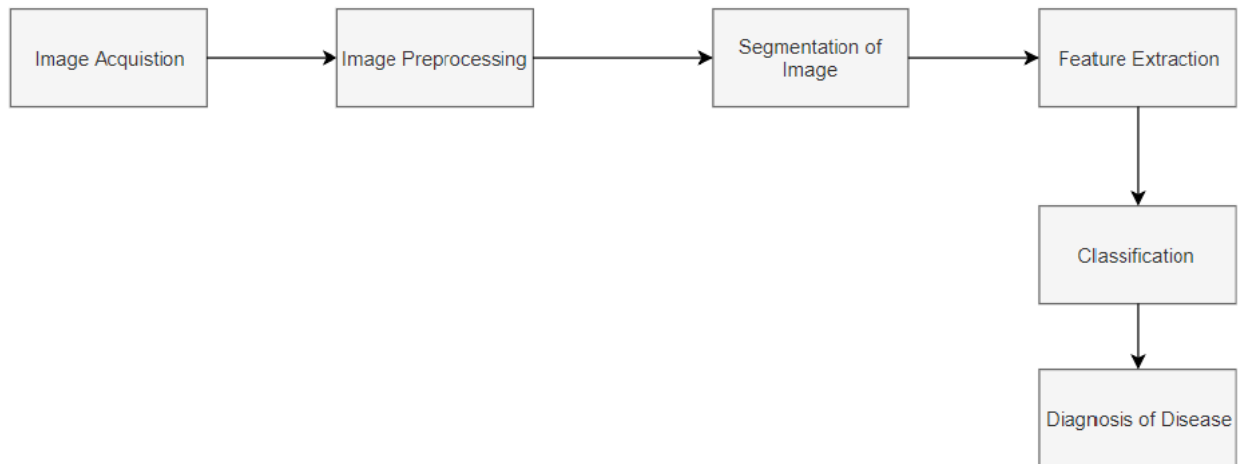 Image Acquistion
Image Preprocessing
Segmentation of
Image
Feature Extraction
Classification
Diagnosis of Disease